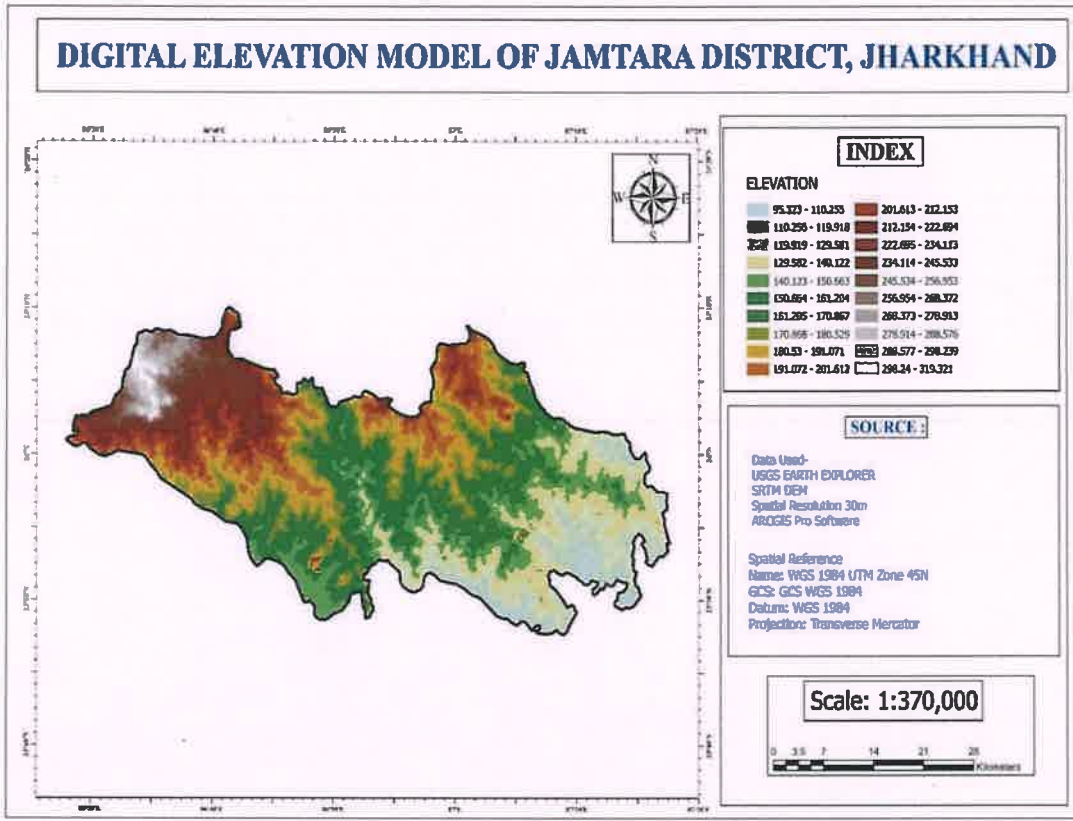 DIGITAL ELEVATION MODEL OF JAMTARA DISTRICT, JHARKHAND
N
W E
S
INDEX
ELEVATION
95.323 - 110.255 201.613 - 212.153
110.256 - 119.918 212.154 - 222.694
119.919 - 129.581 222.695 - 234.113
129.582 - 140.122 234.114 - 245.533
140.123 - 150.663 245.534 - 256.953
150.664 - 161.204 256.954 - 268.372
161.205 - 170.867 268.373 - 278.913
170.868 - 180.529 278.914 - 288.576
180.53 - 191.071 288.577 - 298.239
191.072 - 201.612 298.24 - 319.321
SOURCE :
Data Used-
USGS EARTH EXPLORER
SRTM DEM
Spatial Resolution 30m
ARCGIS Pro Software
Spatial Reference
Name: WGS 1984 UTM Zone 45N
GCS: GCS WGS 1984
Datum: WGS 1984
Projection: Transverse Mercator
Scale: 1:370,000
0 3.5 7 14 21 28
Kilometers